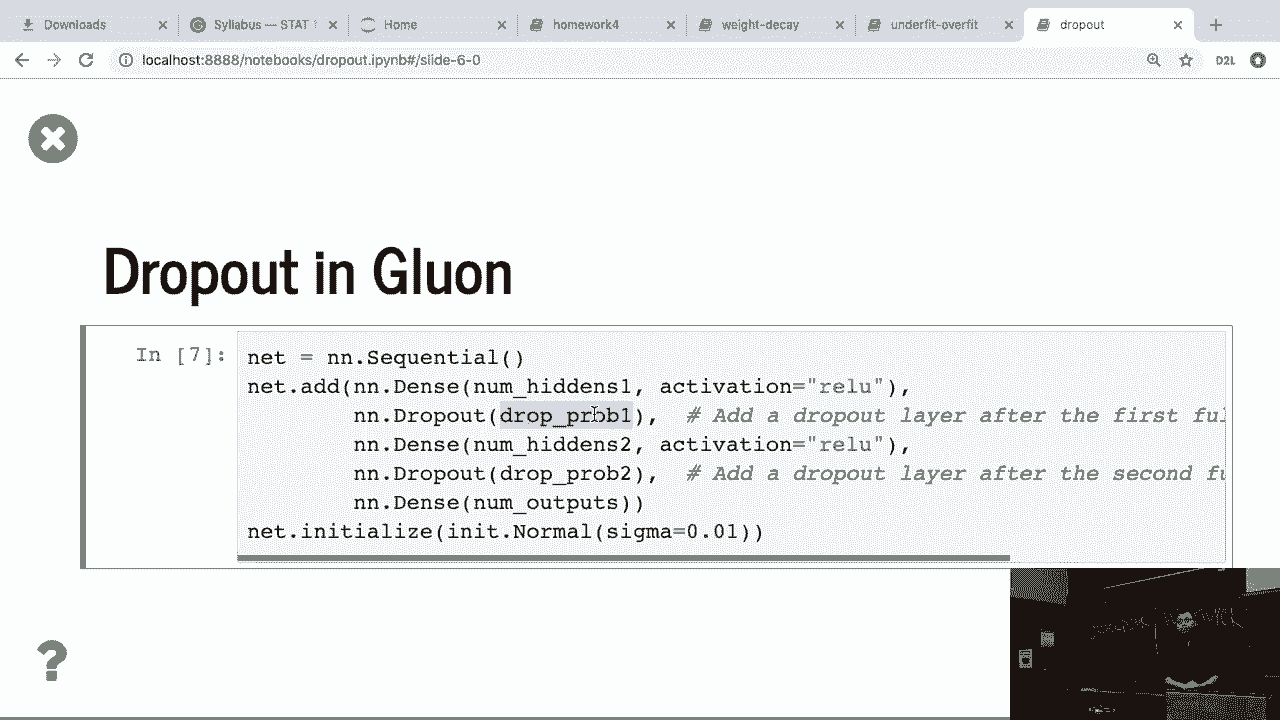 Downloads
Syllabus — STAT
Home
homework4
weight-decay
underfit-overfit
dropout
localhost:8888/notebooks/dropout.ipynb#/slide-6-0
D2L
Dropout in Gluon
In [7]:
net = nn.Sequential()
net.add(nn.Dense(num_hiddens1, activation="relu"),
nn.Dropout(drop_prob1), # Add a dropout layer after the first
nn.Dense(num_hiddens2, activation="relu"),
nn.Dropout(drop_prob2), # Add a dropout layer after the second
nn.Dense(num_outputs))
net.initialize(init.Normal(sigma=0.01))